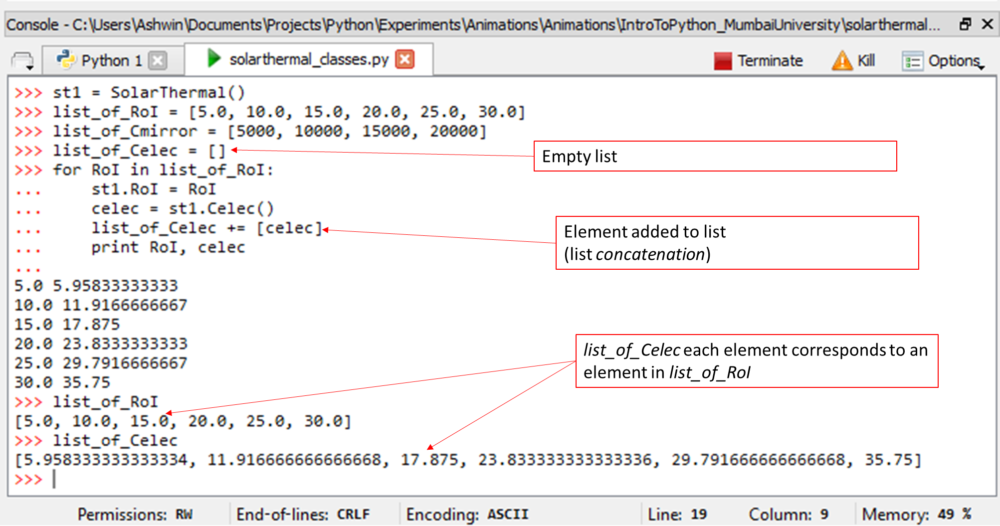 Console - C:\Users\Ashwin\Documents\Projects\Python\Experiments\Animations\Animations\IntroToPython_MumbaiUniversity\solarthermal...
Python 1
solarthermal_classes.py
Terminate
Kill
Options
>>> st1 = SolarThermal()
>>> list_of_RoI = [5.0, 10.0, 15.0, 20.0, 25.0, 30.0]
>>> list_of_Cmirror = [5000, 10000, 15000, 20000]
>>> list_of_Celec = []
Empty list
>>> for RoI in list_of_RoI:
...     st1.RoI = RoI
...     celec = st1.Celec()
...     list_of_Celec += [celec]
Element added to list
(list concatenation)
...     print RoI, celec
...
5.0 5.95833333333
10.0 11.9166666667
15.0 17.875
20.0 23.8333333333
25.0 29.7916666667
30.0 35.75
list_of_Celec each element corresponds to an
element in list_of_RoI
>>> list_of_RoI
[5.0, 10.0, 15.0, 20.0, 25.0, 30.0]
>>> list_of_Celec
[5.958333333333334, 11.916666666666668, 17.875, 23.833333333333336, 29.791666666666668, 35.75]
>>>
Permissions: RW
End-of-lines: CRLF
Encoding: ASCII
Line: 19
Column: 9
Memory: 49 %